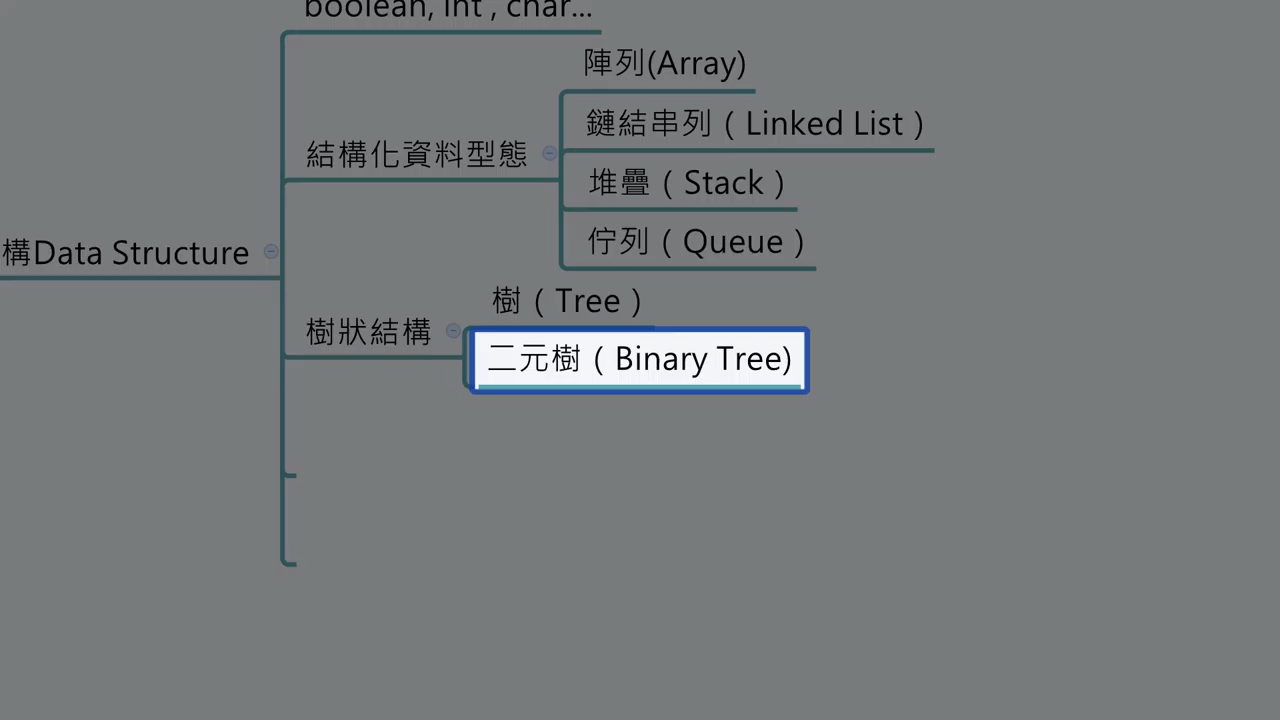 boolean, int , char...
陣列(Array)
鏈結串列（Linked List）
結構化資料型態
堆疊（Stack）
佇列（Queue）
構Data Structure
樹（Tree）
樹狀結構
二元樹（Binary Tree)